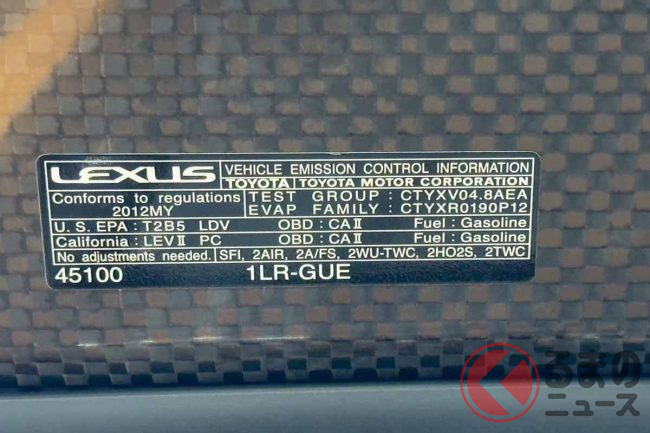 LEXUS VEHICLE EMISSION CONTROL INFORMATION
TOYOTA TOYOTA MOTOR CORPORATION
Conforms to regulations TEST GROUP : CTYXV04.8AEA
2012MY EVAP FAMILY : CTYXR0190P12
U.S. EPA : T2B5 LDV OBD : CAⅡ Fuel : Gasoline
California : LEVⅡ PC OBD : CAⅡ Fuel : Gasoline
No adjustments needed. SFI, 2AIR, 2A/FS, 2WU-TWC, 2HO2S, 2TWC
45100 1LR-GUE
くるまの
ニュース